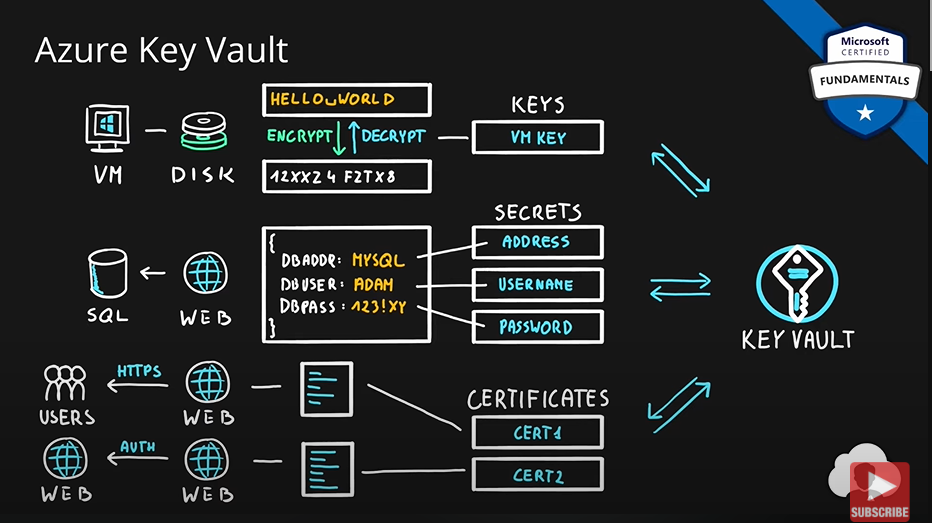 Azure Key Vault
Microsoft
CERTIFIED
FUNDAMENTALS
VM
DISK
HELLO␣WORLD
ENCRYPT
DECRYPT
12XX24 F2TX8
KEYS
VM KEY
SQL
WEB
{
DBADDR: MYSQL
DBUSER: ADAM
DBPASS: 123!XY
}
SECRETS
ADDRESS
USERNAME
PASSWORD
KEY VAULT
USERS
HTTPS
WEB
WEB
AUTH
WEB
CERTIFICATES
CERT1
CERT2
SUBSCRIBE